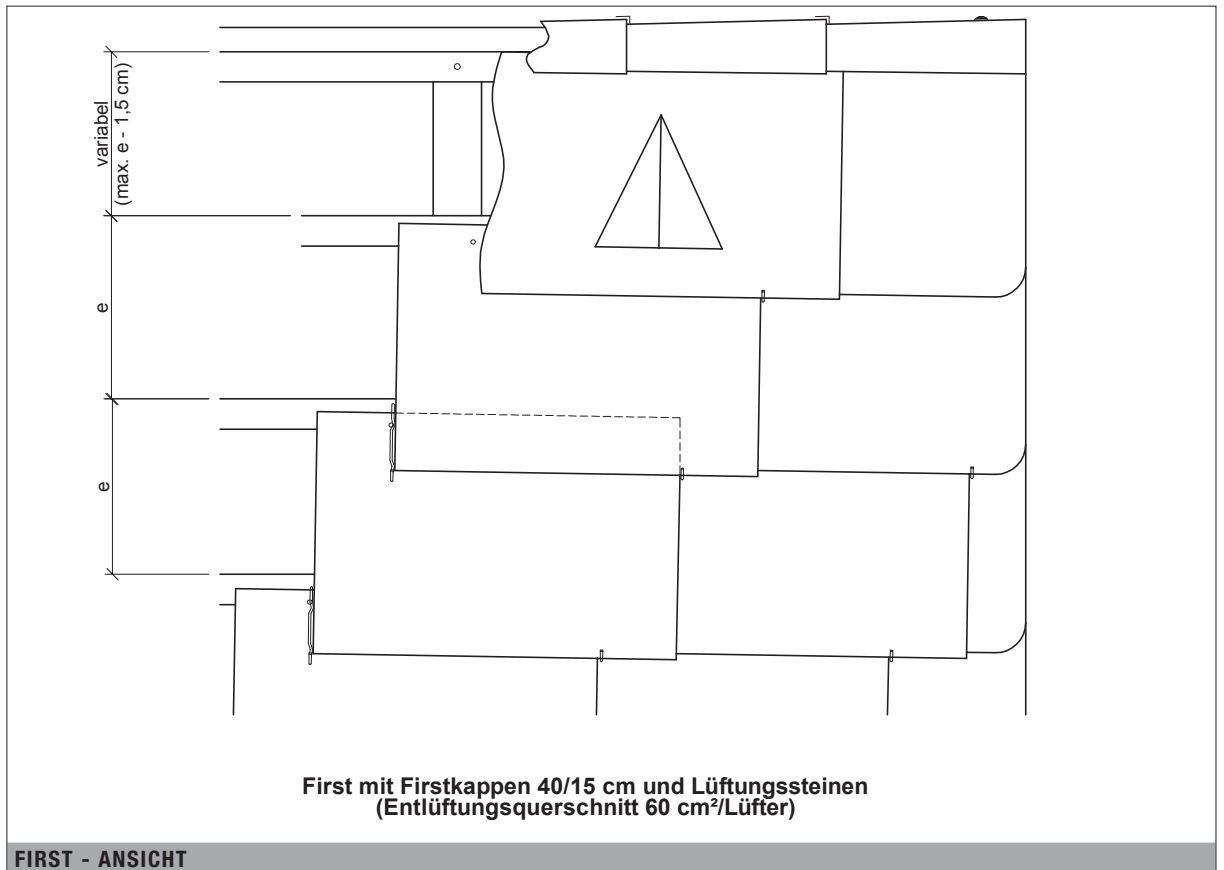 variabel
(max. e - 1,5 cm)
e
e
First mit Firstkappen 40/15 cm und Lüftungssteinen
(Entlüftungsquerschnitt 60 cm²/Lüfter)
FIRST - ANSICHT